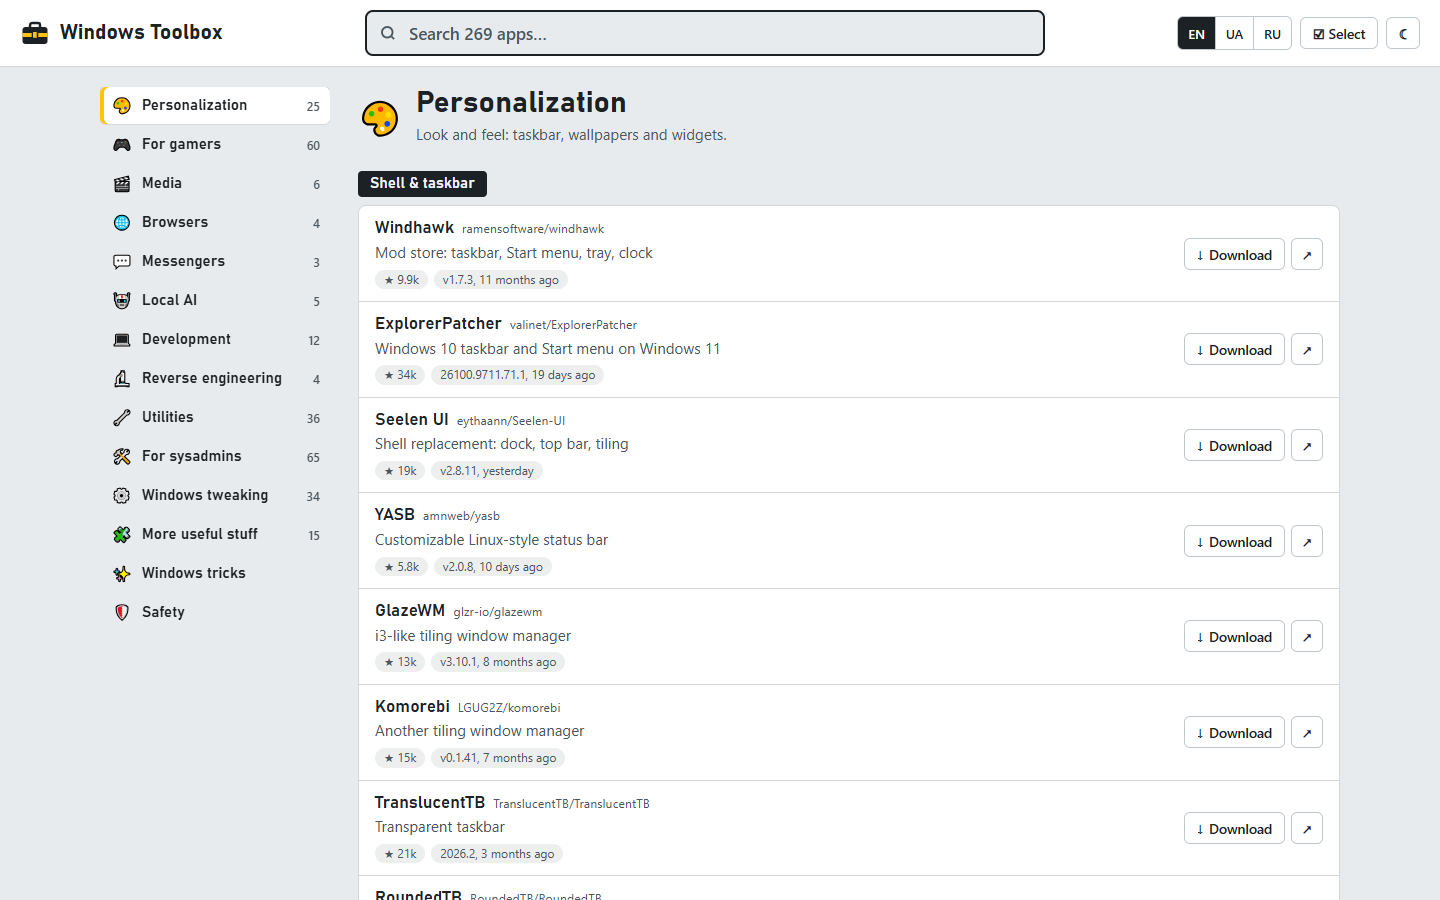 Windows Toolbox
Search 269 apps...
EN UA RU
Select
Personalization 25
For gamers 60
Media 6
Browsers 4
Messengers 3
Local AI 5
Development 12
Reverse engineering 4
Utilities 36
For sysadmins 65
Windows tweaking 34
More useful stuff 15
Windows tricks
Safety
Personalization
Look and feel: taskbar, wallpapers and widgets.
Shell & taskbar
Windhawk ramensoftware/windhawk
Mod store: taskbar, Start menu, tray, clock
★ 9.9k v1.7.3, 11 months ago
↓ Download ↗
ExplorerPatcher valinet/ExplorerPatcher
Windows 10 taskbar and Start menu on Windows 11
★ 34k 26100.9711.71.1, 19 days ago
↓ Download ↗
Seelen UI eythaann/Seelen-UI
Shell replacement: dock, top bar, tiling
★ 19k v2.8.11, yesterday
↓ Download ↗
YASB amnweb/yasb
Customizable Linux-style status bar
★ 5.8k v2.0.8, 10 days ago
↓ Download ↗
GlazeWM glzr-io/glazewm
i3-like tiling window manager
★ 13k v3.10.1, 8 months ago
↓ Download ↗
Komorebi LGUG2Z/komorebi
Another tiling window manager
★ 15k v0.1.41, 7 months ago
↓ Download ↗
TranslucentTB TranslucentTB/TranslucentTB
Transparent taskbar
★ 21k 2026.2, 3 months ago
↓ Download ↗
RoundedTB RoundedTB/RoundedTB